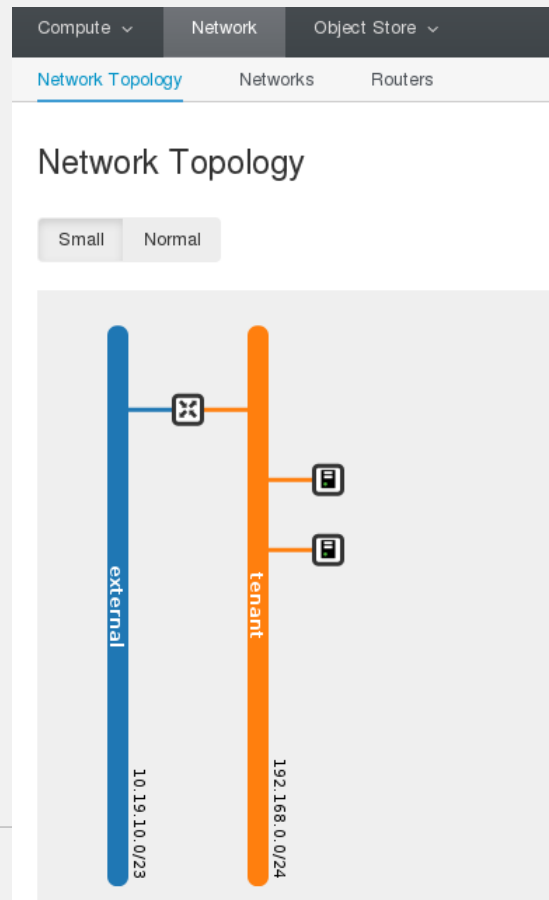 Compute Network Object Store
Network Topology Networks Routers
Network Topology
Small Normal
external
tenant
10.19.10.0/23
192.168.0.0/24